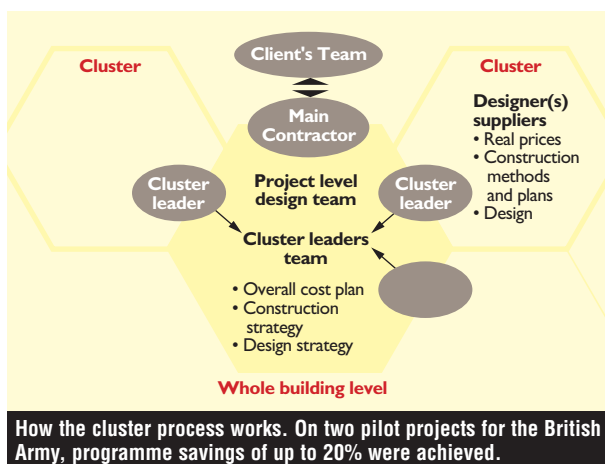 Client's Team
Cluster
Cluster
Main
Contractor
Designer(s)
suppliers
• Real prices
• Construction
methods
and plans
• Design
Cluster
leader
Project level
design team
Cluster
leader
Cluster leaders
team
• Overall cost plan
• Construction
strategy
• Design strategy
Whole building level
How the cluster process works. On two pilot projects for the British
Army, programme savings of up to 20% were achieved.